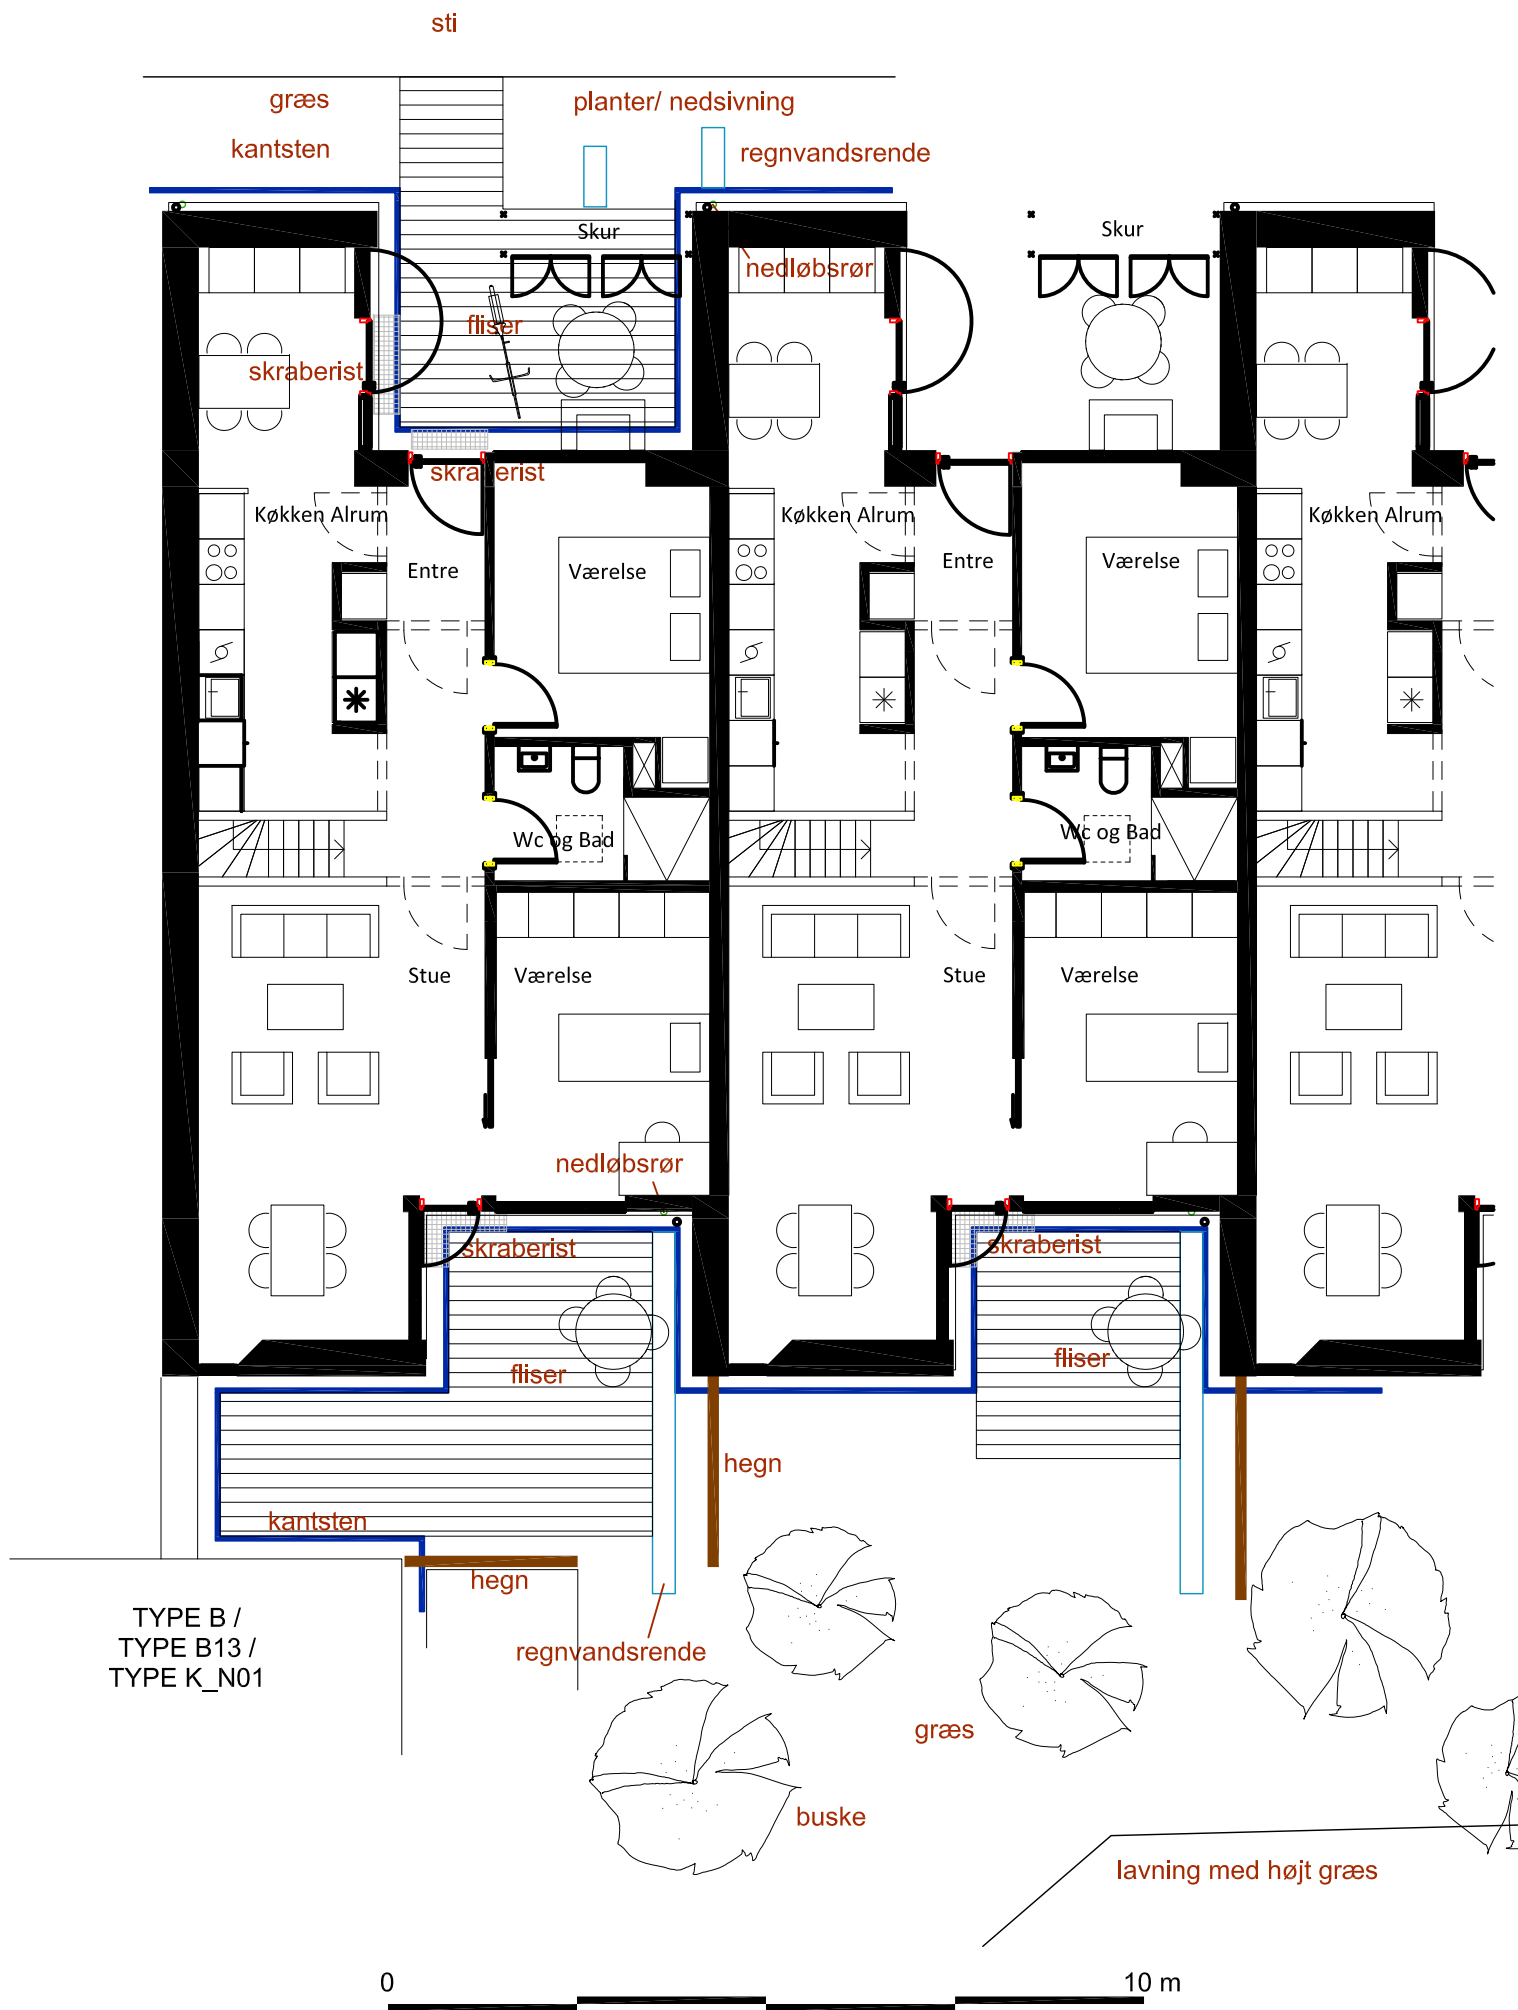 sti
græs
planter/ nedsivning
kantsten
regnvandsrende
Skur
Skur
nedløbsrør
fliser
skraberist
skraberist
Køkken Alrum
Køkken Alrum
Køkken Alrum
Entre
Værelse
Entre
Værelse
Wc og Bad
Wc og Bad
Stue
Værelse
Stue
Værelse
nedløbsrør
skraberist
skraberist
fliser
fliser
hegn
kantsten
hegn
TYPE B /
TYPE B13 /
TYPE K_N01
regnvandsrende
græs
buske
lavning med højt græs
0
10 m